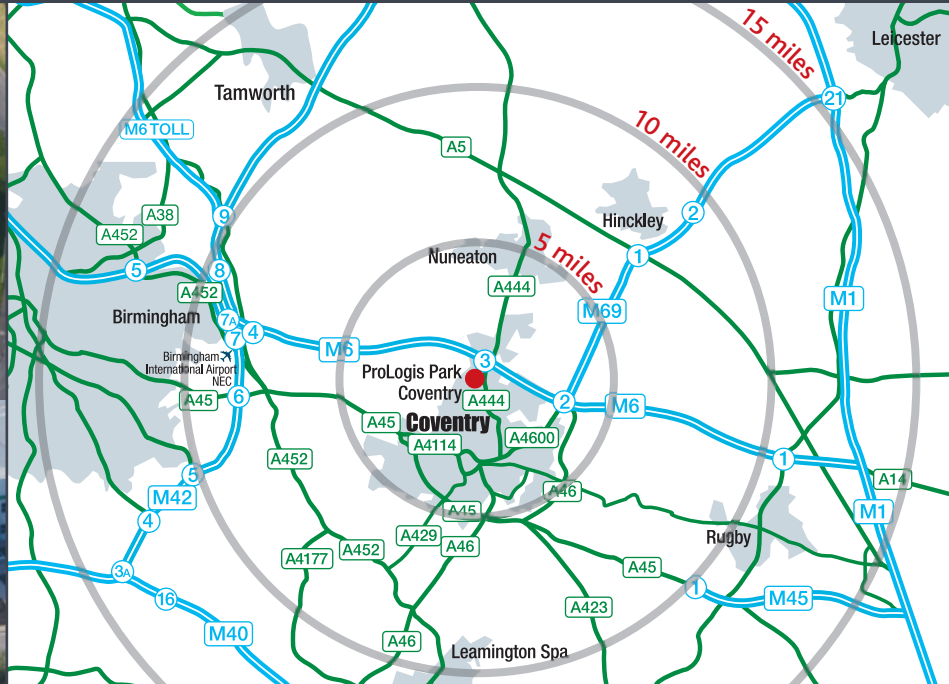 15 miles
Leicester
Tamworth
21
M6 TOLL
10 miles
A5
9
A38
2
Hinckley
A452
5 miles
Nuneaton
1
5
8
A444
A452
M1
M69
Birmingham
7A
4
7
M6
3
Birmingham
International Airport
NEC
ProLogis Park
Coventry
A444
6
A45
2
M6
A45
Coventry
A4114
A4600
A452
1
5
A14
M42
A46
A45
M1
4
A429
A46
Rugby
A4177
A452
3A
A45
1
16
A423
M45
M40
A46
Leamington Spa